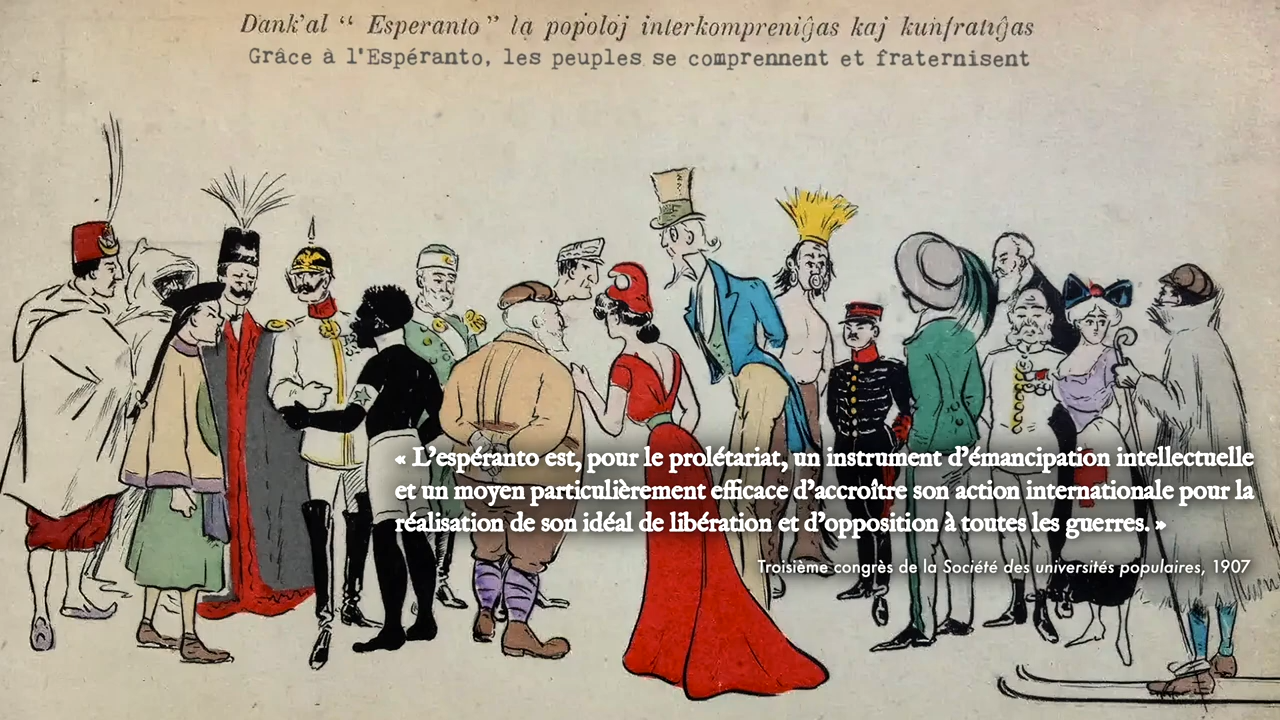 Dank'al “ Esperanto ” la popoloj interkompreniĝas kaj kunfratiĝas
Grâce à l'Espéranto, les peuples se comprennent et fraternisent
« L’espéranto est, pour le prolétariat, un instrument d’émancipation intellectuelle
et un moyen particulièrement efficace d’accroître son action internationale pour la
réalisation de son idéal de libération et d’opposition à toutes les guerres. »
Troisième congrès de la Société des universités populaires, 1907